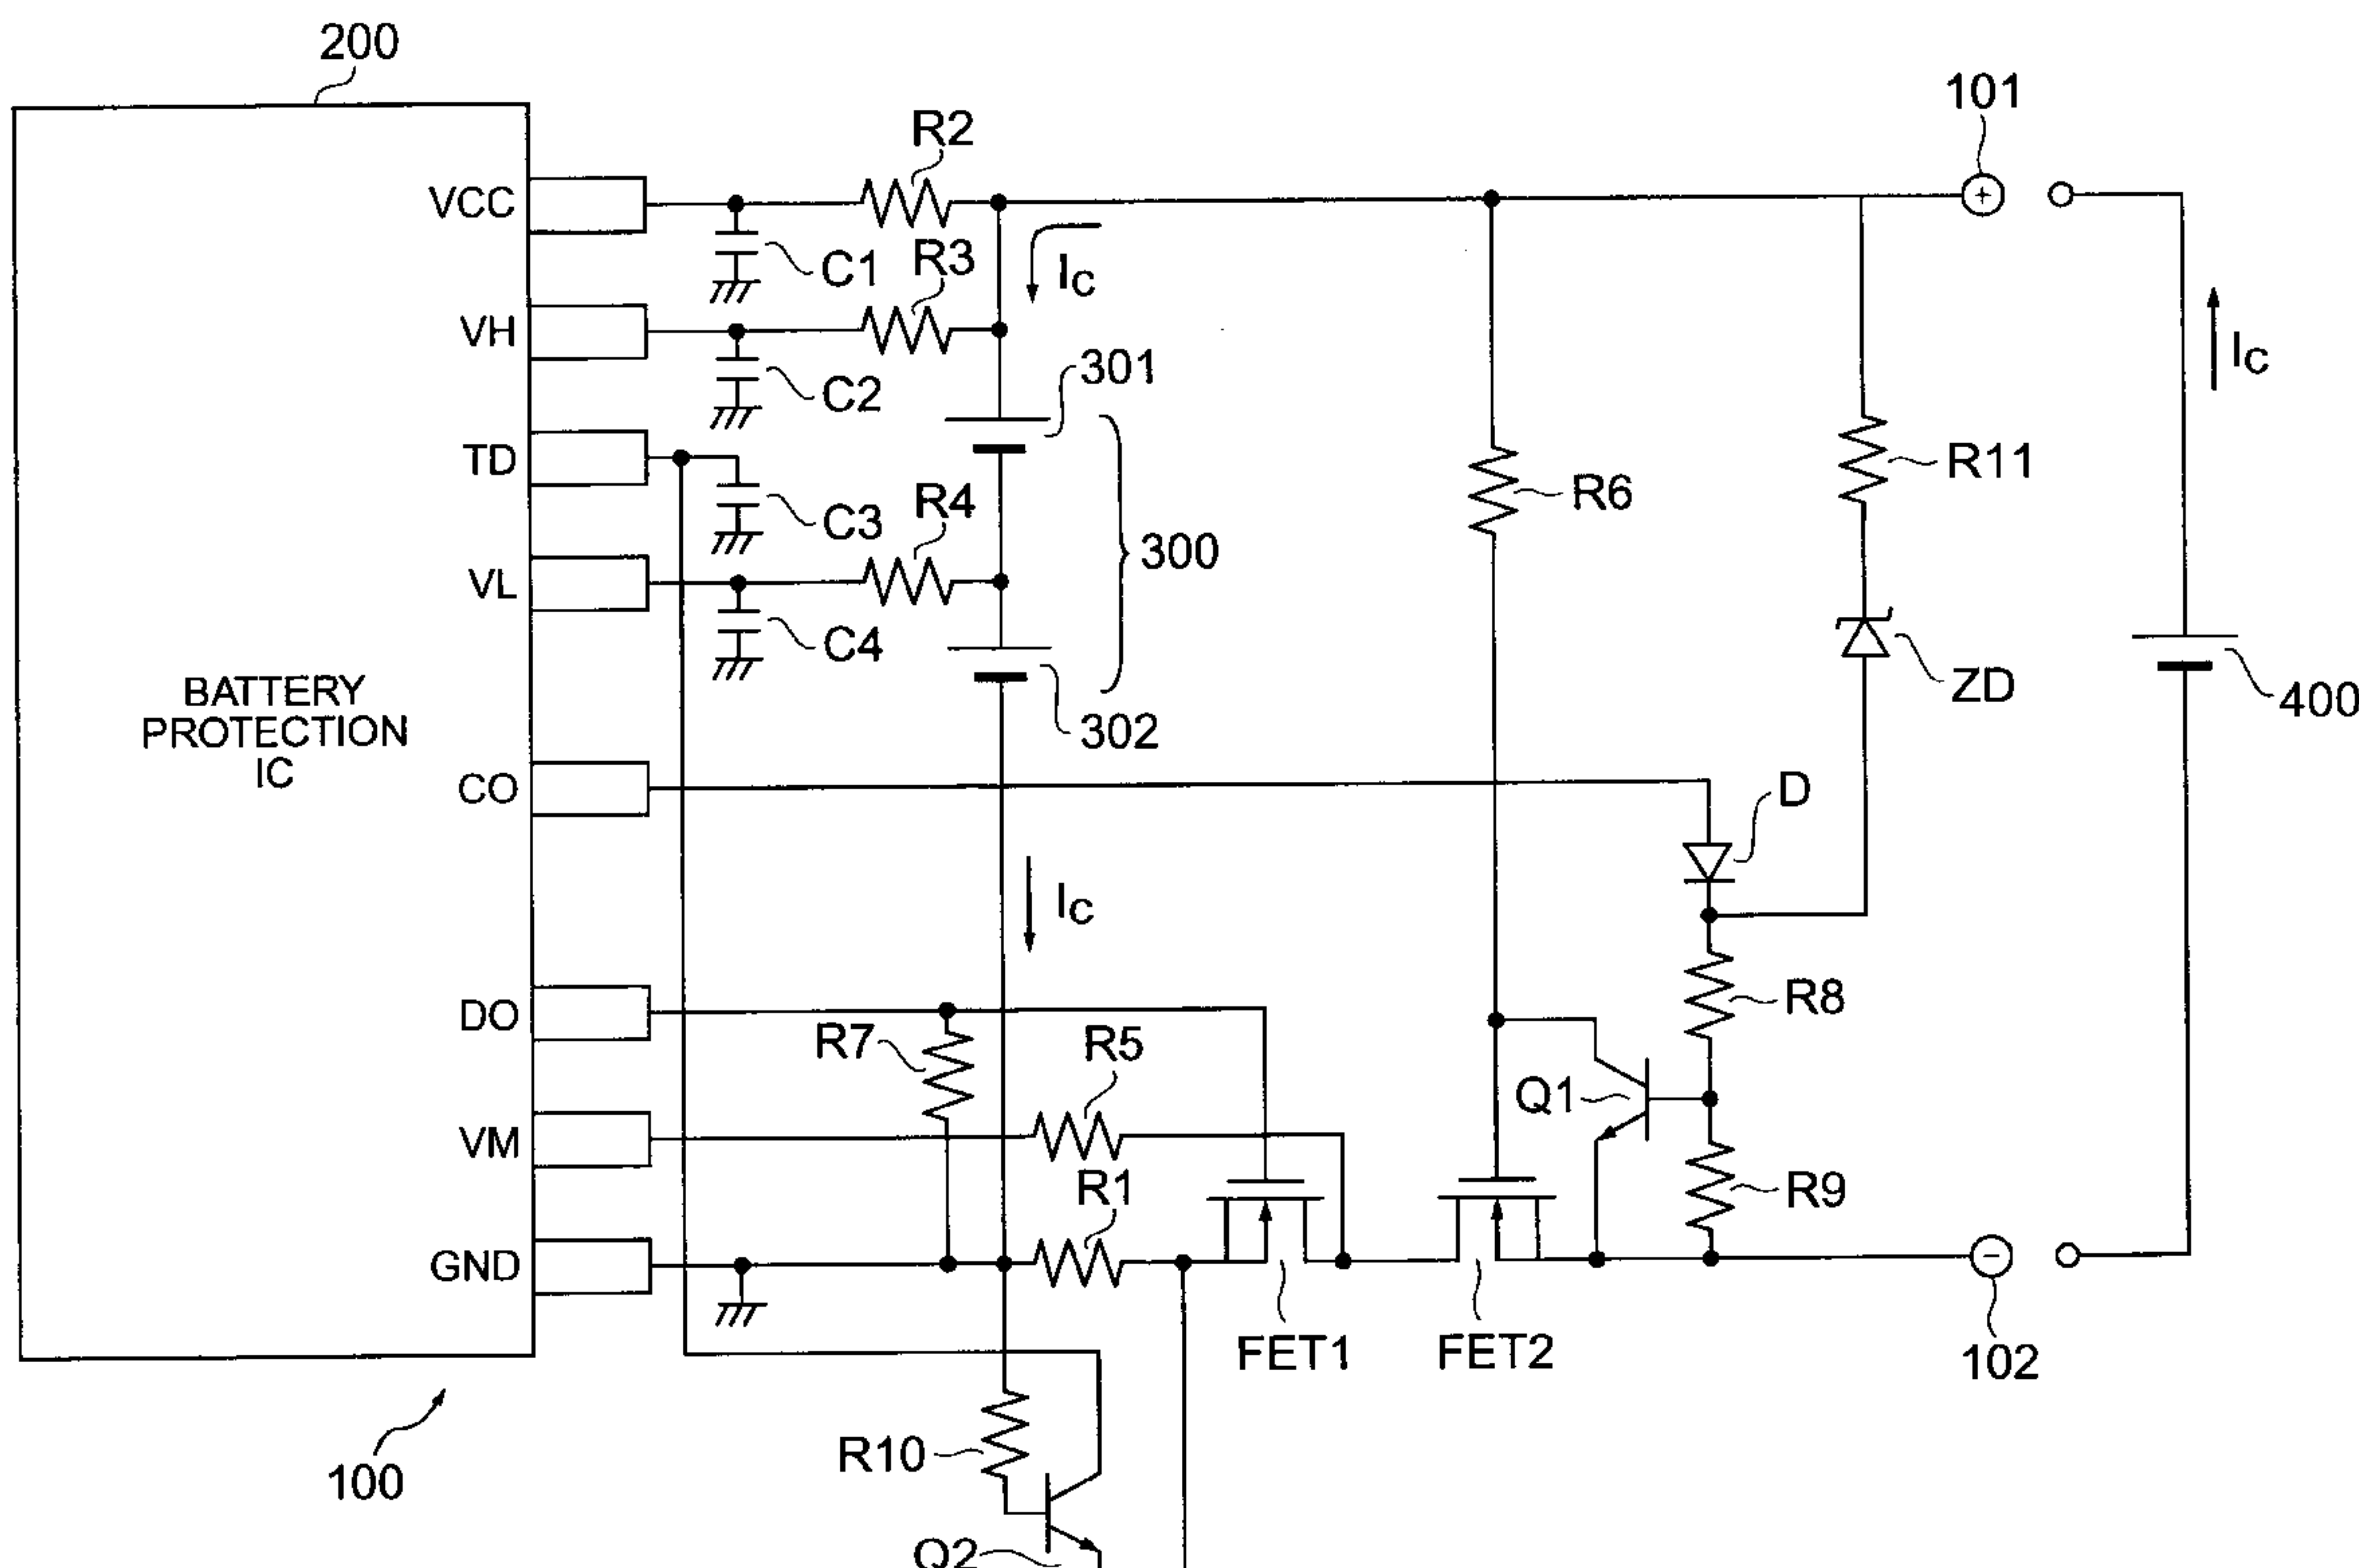 200
101
R2
VCC
C1
R3
IC
IC
VH
C2
301
TD
R4
R11
R6
C3
300
VL
C4
ZD
400
BATTERY
PROTECTION
IC
302
CO
D
IC
DO
R7
R5
R8
Q1
VM
R1
R9
GND
FET1
FET2
102
R10
100
Q2